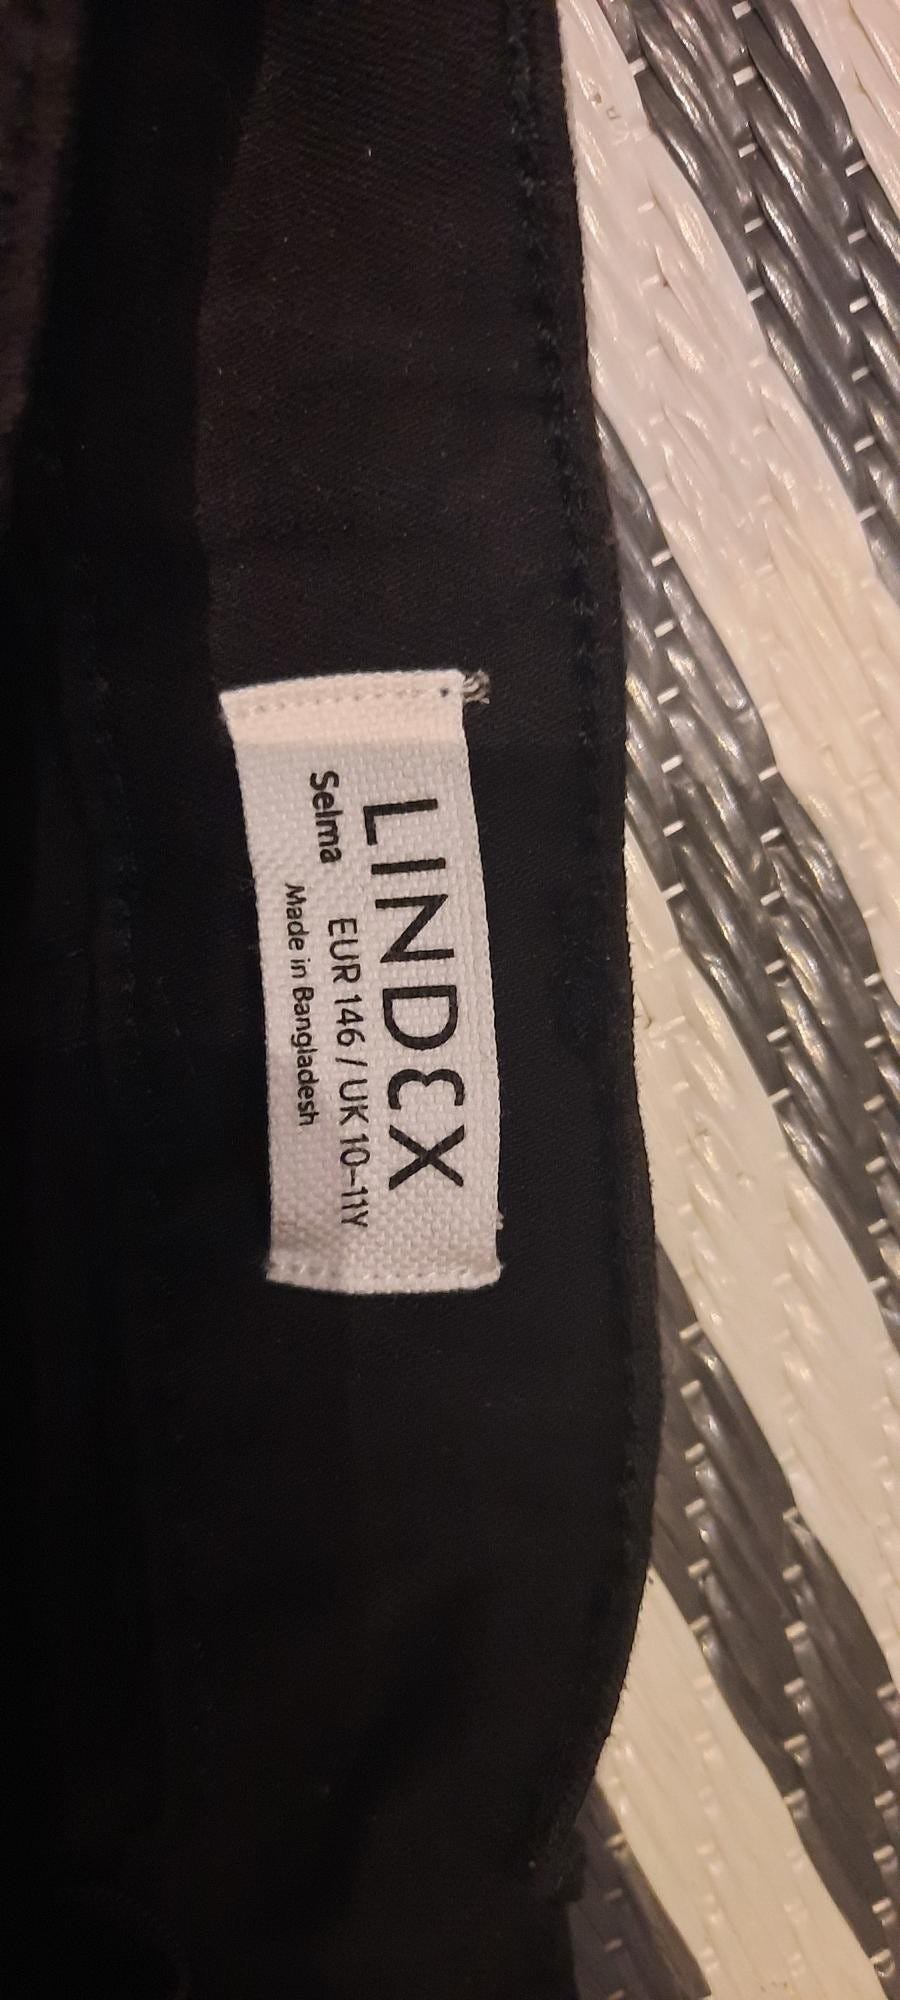 LINDEX
Selma EUR 146 / UK 10-11Y
Made in Bangladesh